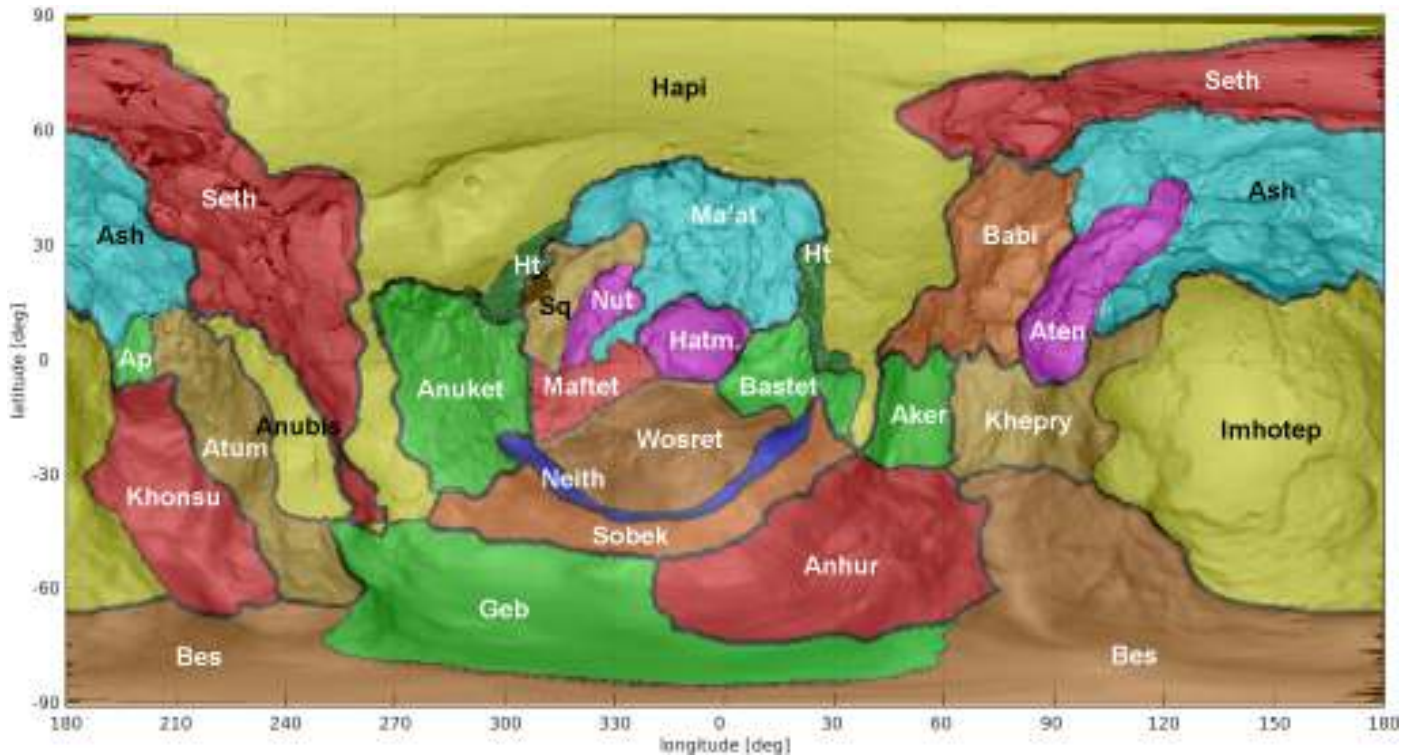 90
Hapi
Seth
60
Ash
Seth
Ma'at
Ash
30
Ht
Ht
Babi
Sq
Nut
Hatm.
Aten
latitude [deg]
0
Ap
Anuket
Maftet
Bastet
Aker
Khepry
Imhotep
Atum
Anubis
Wosret
-30
Khonsu
Neith
Sobek
Anhur
-60
Geb
Bes
Bes
-90
180 210 240 270 300 330 0 30 60 90 120 150 180
longitude [deg]